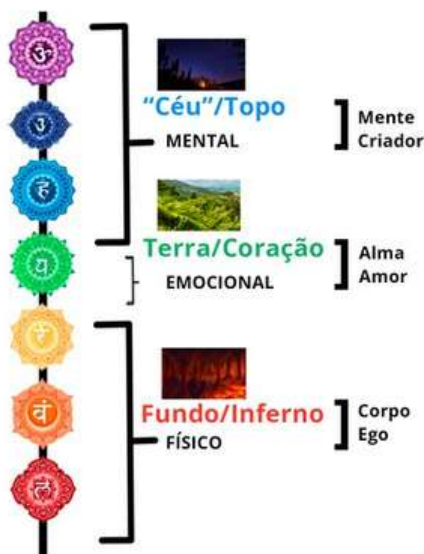 ॐ
“Céu”/Topo
MENTAL
Mente
Criador
ॐ
हं
Terra/Coração
EMOCIONAL
Alma
Amor
यं
रं
वं
Fundo/Inferno
FÍSICO
Corpo
Ego
लं